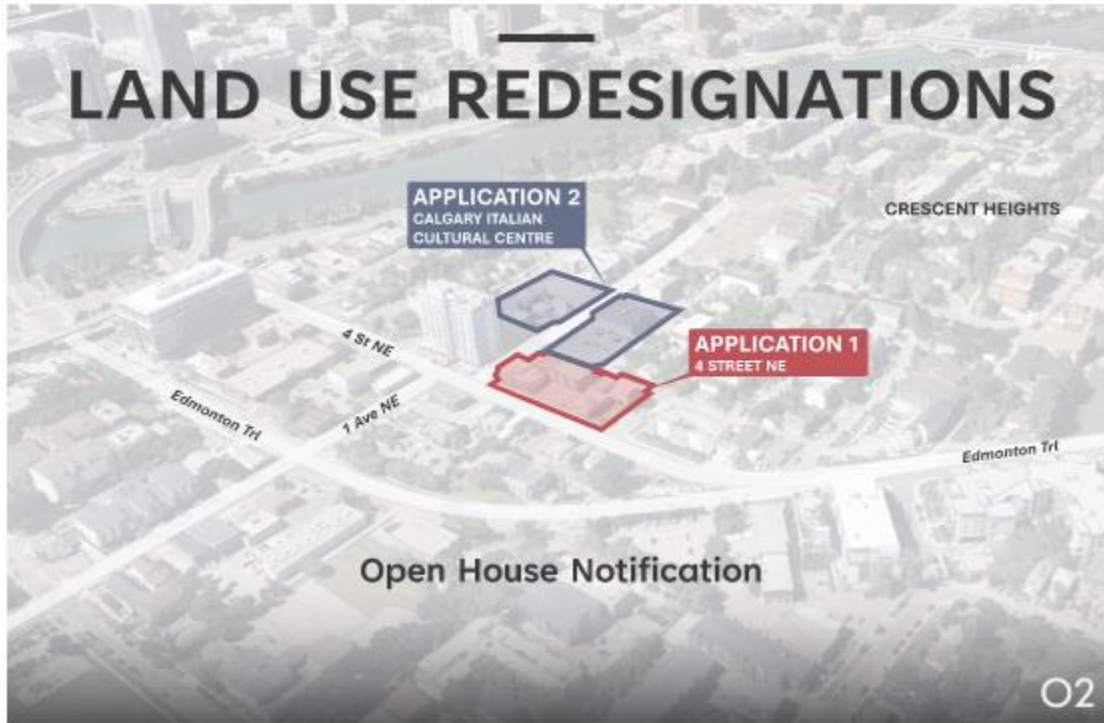 LAND USE REDESIGNATIONS
APPLICATION 2
CALGARY ITALIAN
CULTURAL CENTRE
CRESCENT HEIGHTS
APPLICATION 1
4 STREET NE
4 St NE
1 Ave NE
Edmonton Trl
Edmonton Trl
Open House Notification
O2